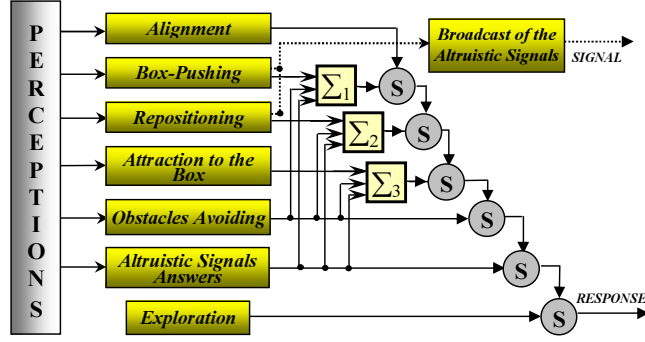 PERCEPTIONS
Alignment
Broadcast of the
Altruistic Signals
SIGNAL
Box-Pushing
∑1
S
Repositioning
∑2
S
Attraction to the
Box
∑3
S
Obstacles Avoiding
S
Altruistic Signals
Answers
S
RESPONSE
Exploration
S